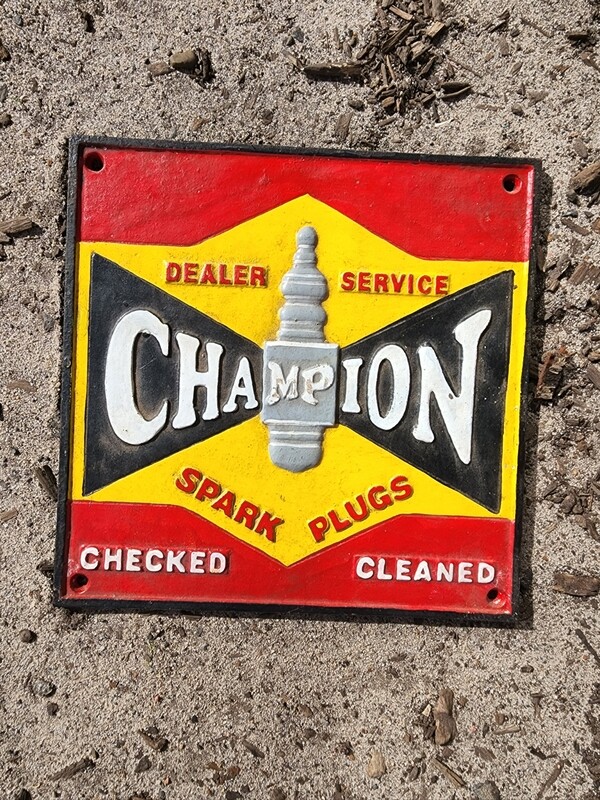 DEALER SERVICE
CHAMPION
SPARK PLUGS
CHECKED CLEANED